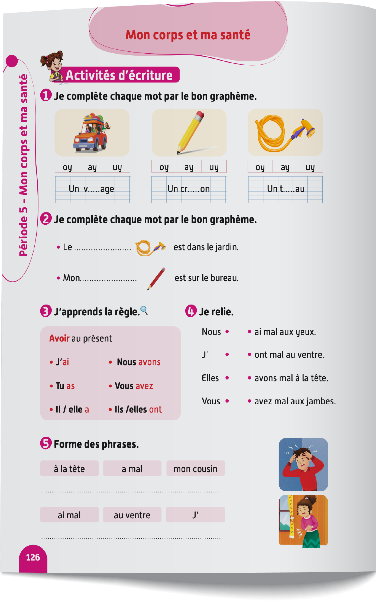 Mon corps et ma santé
Période 5 - Mon corps et ma santé
Activités d'écriture
1 Je complète chaque mot par le bon graphème.
oy ay uy oy ay uy oy ay uy
Un v.....age Un cr.....on Un t.....au
2 Je complète chaque mot par le bon graphème.
• Le ...................... est dans le jardin.
• Mon....................... est sur le bureau.
3 J'apprends la règle.
Avoir au présent
• J'ai • Nous avons
• Tu as • Vous avez
• Il / elle a • Ils /elles ont
4 Je relie.
Nous • • ai mal aux yeux.
J' • • ont mal au ventre.
Elles • • avons mal à la tête.
Vous • • avez mal aux jambes.
5 Forme des phrases.
à la tête a mal mon cousin
ai mal au ventre J'
126